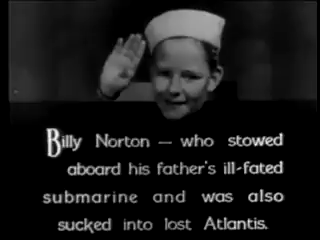 Billy Norton — who stowed
aboard his father's ill-fated
submarine and was also
sucked into lost Atlantis.